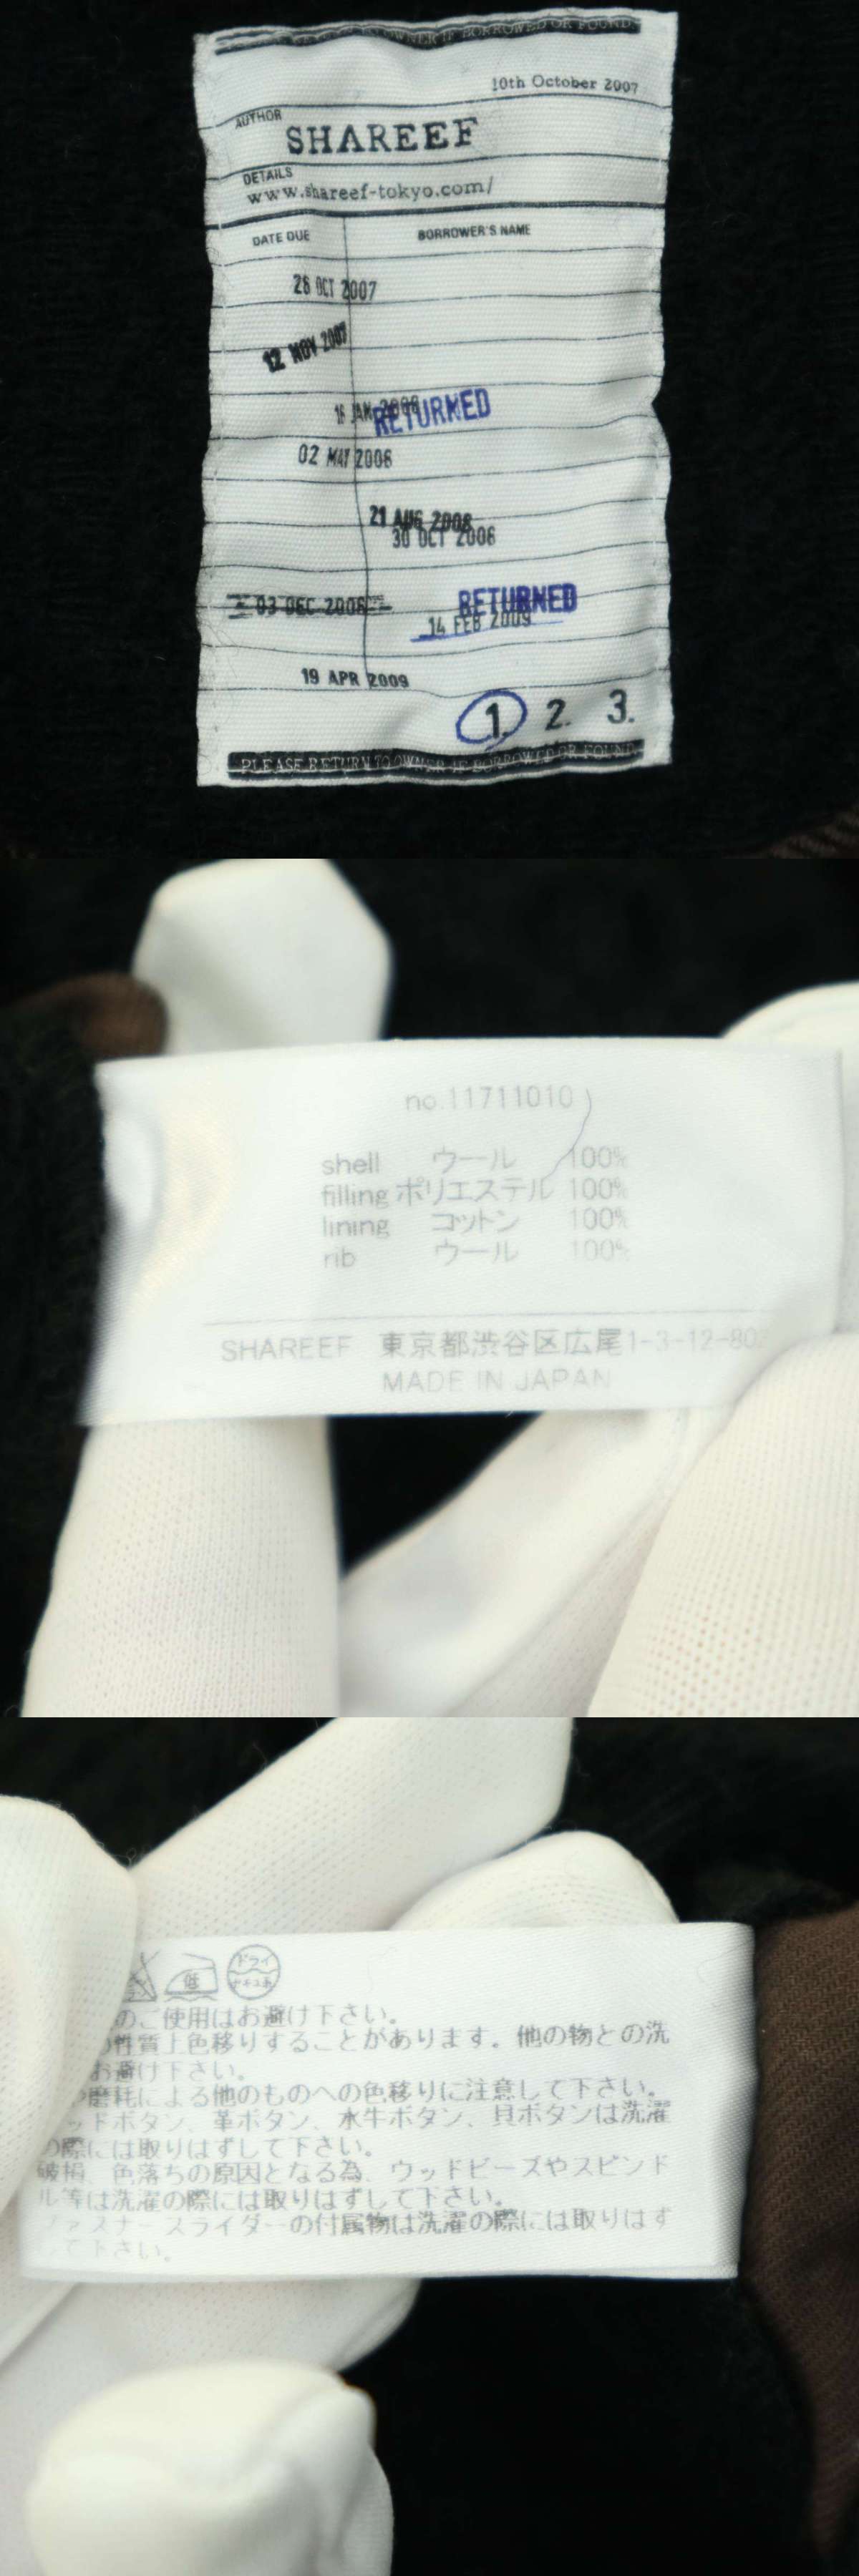 OWNER IF BORROWED OR FOUND
10th October 2007
AUTHOR
SHAREEF
DETAILS
www.shareef-tokyo.com/
DATE DUE BORROWER'S NAME
26 OCT 2007
12 NOV 2007
16 JAN 2008
RETURNED
02 MAY 2008
21 AUG 2008
30 OCT 2008
03 DEC 2008
RETURNED
14 FEB 2009
19 APR 2009
1. 2. 3.
PLEASE RETURN TO OWNER IF BORROWED OR FOUND
no.11711010
shell ウール 100%
filling ポリエステル 100%
lining コットン 100%
rib ウール 100%
SHAREEF 東京都渋谷区広尾1-3-12-80
MADE IN JAPAN
低 ドライ
のご使用はお避け下さい。
性質上色移りすることがあります。他の物との洗
お避け下さい。
磨耗による他のものへの色移りに注意して下さい。
ッドボタン、革ボタン、水牛ボタン、貝ボタンは洗濯
の際には取りはずして下さい。
破損、色落ちの原因となる為、ウッドビーズやスピンド
ル等は洗濯の際には取りはずして下さい。
ファスナースライダーの付属物は洗濯の際には取りはず
して下さい。